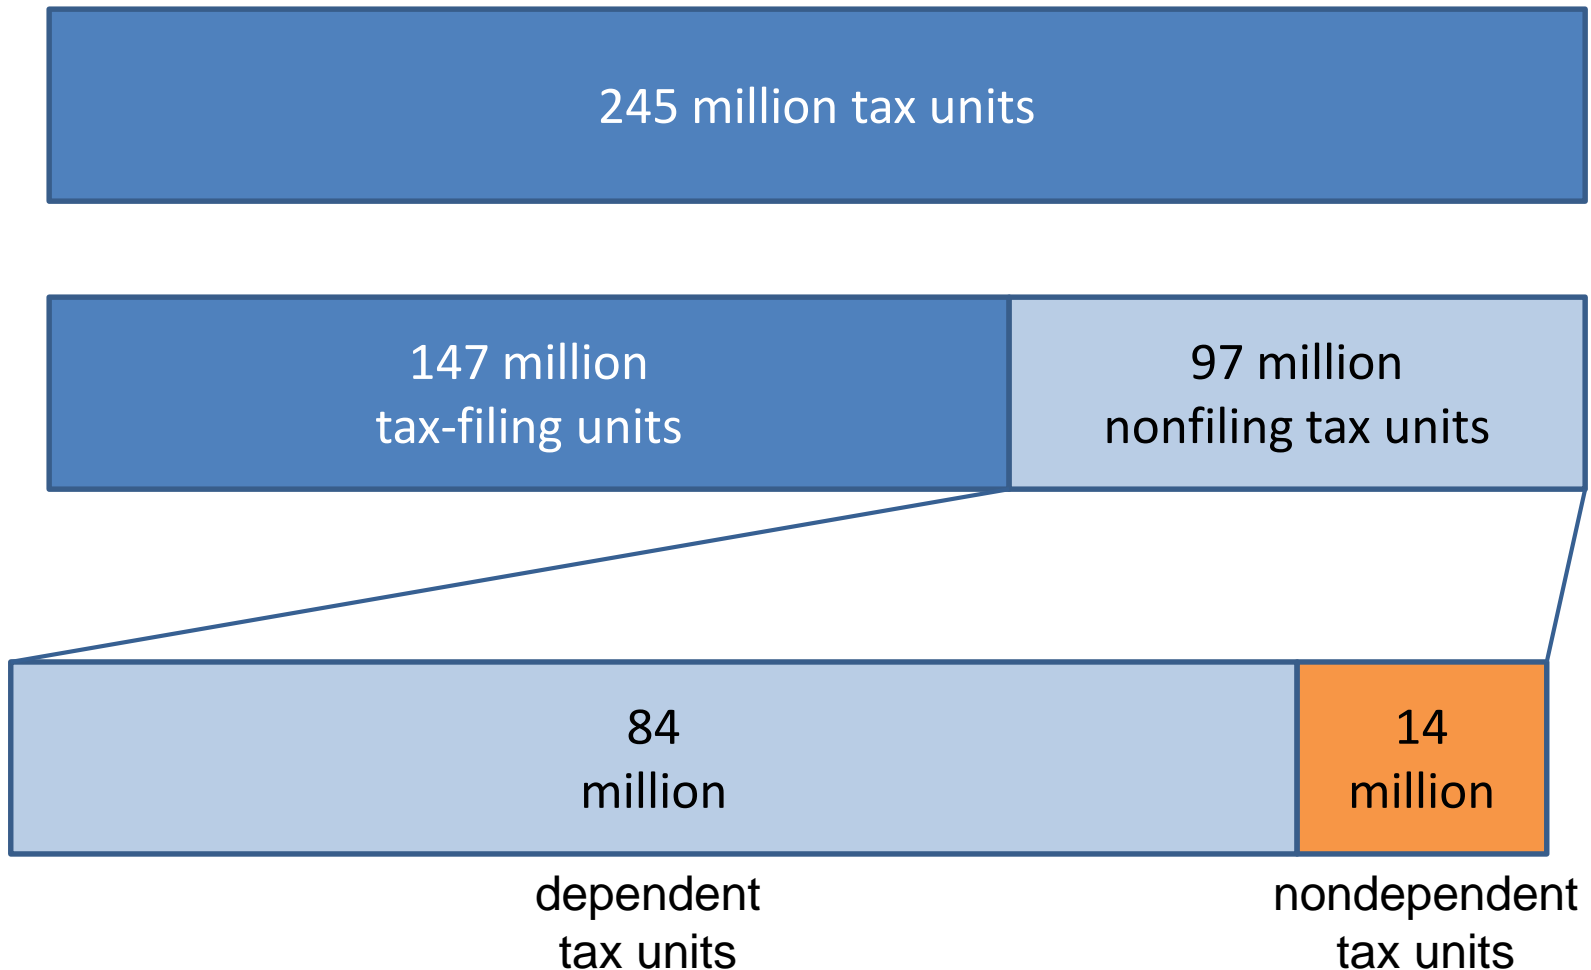 245 million tax units
147 million
tax-filing units
97 million
nonfiling tax units
84
million
14
million
dependent
tax units
nondependent
tax units